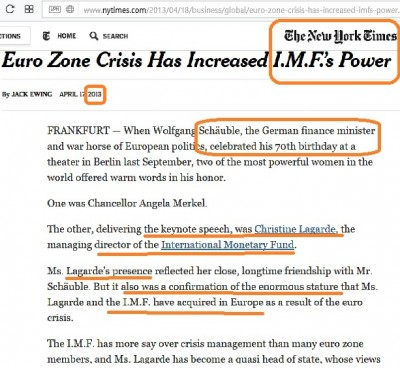 www.nytimes.com/2013/04/18/business/global/euro-zone-crisis-has-increased-imfs-power.
CTIONS HOME SEARCH The New York Times
Euro Zone Crisis Has Increased I.M.F.'s Power
By JACK EWING APRIL 17, 2013
FRANKFURT — When Wolfgang Schäuble, the German finance minister
and war horse of European politics, celebrated his 70th birthday at a
theater in Berlin last September, two of the most powerful women in the
world offered warm words in his honor.
One was Chancellor Angela Merkel.
The other, delivering the keynote speech, was Christine Lagarde, the
managing director of the International Monetary Fund.
Ms. Lagarde's presence reflected her close, longtime friendship with Mr.
Schäuble. But it also was a confirmation of the enormous stature that Ms.
Lagarde and the I.M.F. have acquired in Europe as a result of the euro
crisis.
The I.M.F. has more say over crisis management than many euro zone
members, and Ms. Lagarde has become a quasi head of state, whose views